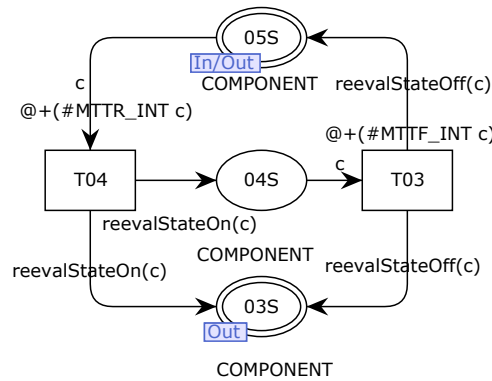 05S
In/Out
COMPONENT
c
reevalStateOff(c)
@+(#MTTR_INT c)
@+(#MTTF_INT c)
T04
04S
c
T03
reevalStateOn(c)
COMPONENT
reevalStateOn(c)
reevalStateOff(c)
03S
Out
COMPONENT